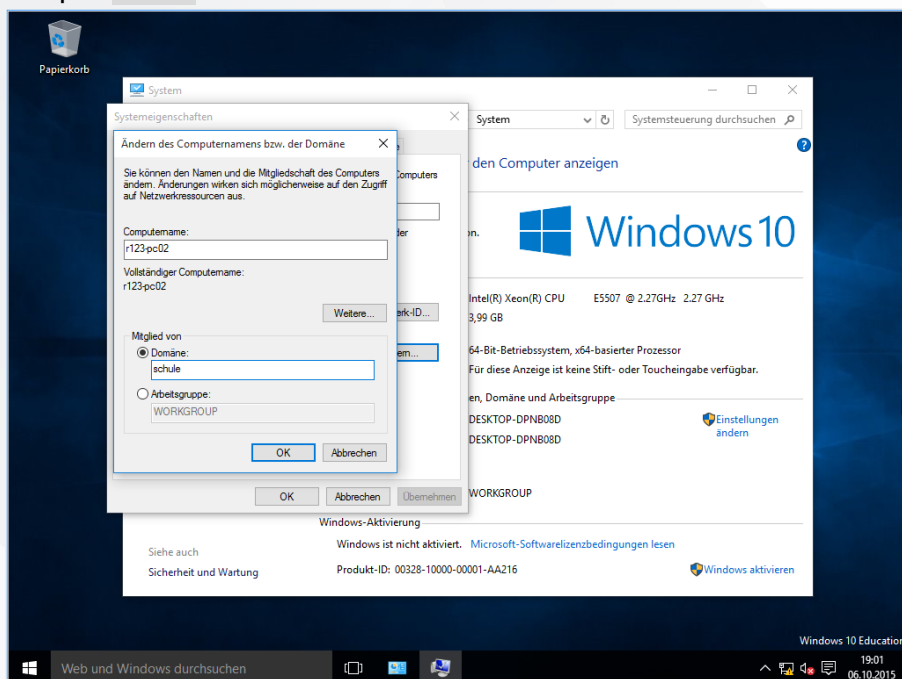 Papierkorb
System
Systemeigenschaften
System
Systemsteuerung durchsuchen
Ändern des Computernamens bzw. der Domäne
den Computer anzeigen
Sie können den Namen und die Mitgliedschaft des Computers
ändern. Änderungen wirken sich möglicherweise auf den Zugriff
auf Netzwerkressourcen aus.
Computers
Computername:
r123-pc02
Vollständiger Computername:
r123-pc02
Windows 10
Weitere...
Intel(R) Xeon(R) CPU E5507 @ 2.27GHz 2.27 GHz
3,99 GB
Mitglied von
Domäne:
schule
Arbeitsgruppe:
WORKGROUP
64-Bit-Betriebssystem, x64-basierter Prozessor
Für diese Anzeige ist keine Stift- oder Toucheingabe verfügbar.
en, Domäne und Arbeitsgruppe
DESKTOP-DPNB08D
DESKTOP-DPNB08D
Einstellungen
ändern
OK Abbrechen
OK Abbrechen Übernehmen
WORKGROUP
Windows-Aktivierung
Windows ist nicht aktiviert. Microsoft-Softwarelizenzbedingungen lesen
Produkt-ID: 00328-10000-00001-AA216
Windows aktivieren
Siehe auch
Sicherheit und Wartung
Windows 10 Education
Web und Windows durchsuchen
19:01
06.10.2015